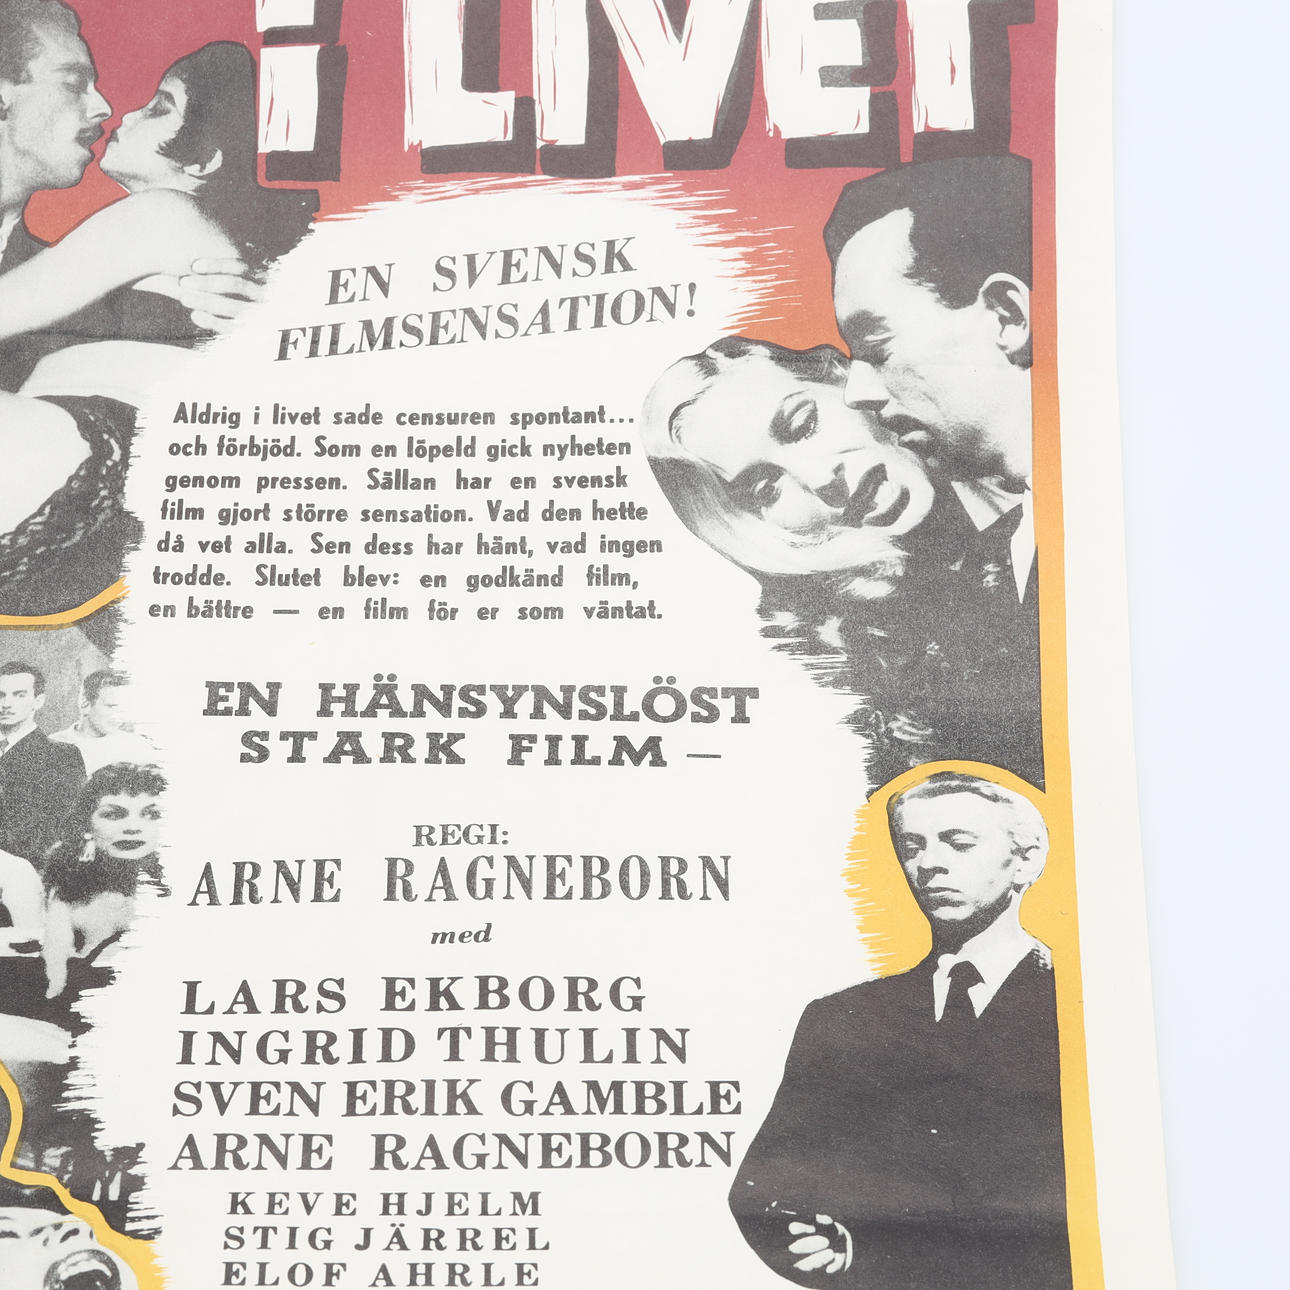 i LIVET
EN SVENSK
FILMSENSATION!
Aldrig i livet sade censuren spontant...
och förbjöd. Som en löpeld gick nyheten
genom pressen. Sällan har en svensk
film gjort större sensation. Vad den hette
då vet alla. Sen dess har hänt, vad ingen
trodde. Slutet blev: en godkänd film,
en bättre — en film för er som väntat.
EN HÄNSYNSLÖST
STARK FILM —
REGI:
ARNE RAGNEBORN
med
LARS EKBORG
INGRID THULIN
SVEN ERIK GAMBLE
ARNE RAGNEBORN
KEVE HJELM
STIG JÄRREL
ELOF AHRLE